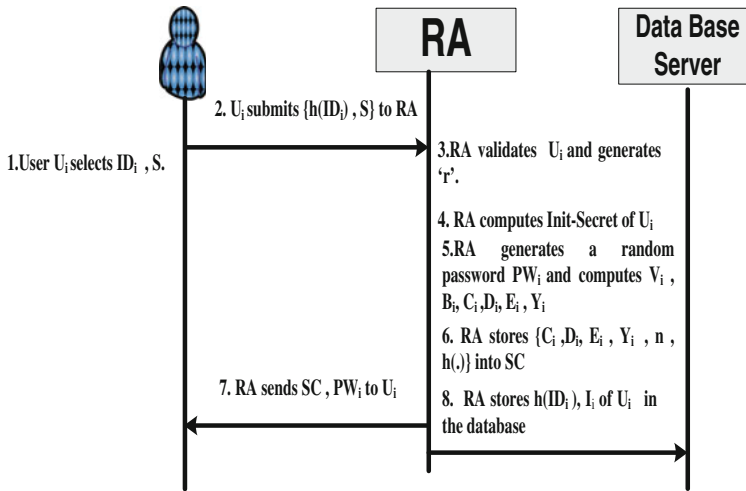 RA
Data Base
Server
2. Uᵢ submits {h(IDᵢ) , S} to RA
1.User Uᵢ selects IDᵢ , S.
3.RA validates Uᵢ and generates
‘r’.
4. RA computes Init-Secret of Uᵢ
5.RA generates a random
password PWᵢ and computes Vᵢ ,
Bᵢ, Cᵢ ,Dᵢ, Eᵢ , Yᵢ
6. RA stores {Cᵢ ,Dᵢ, Eᵢ , Yᵢ , n ,
h(.)} into SC
7. RA sends SC , PWᵢ to Uᵢ
8. RA stores h(IDᵢ ), Iᵢ of Uᵢ in
the database